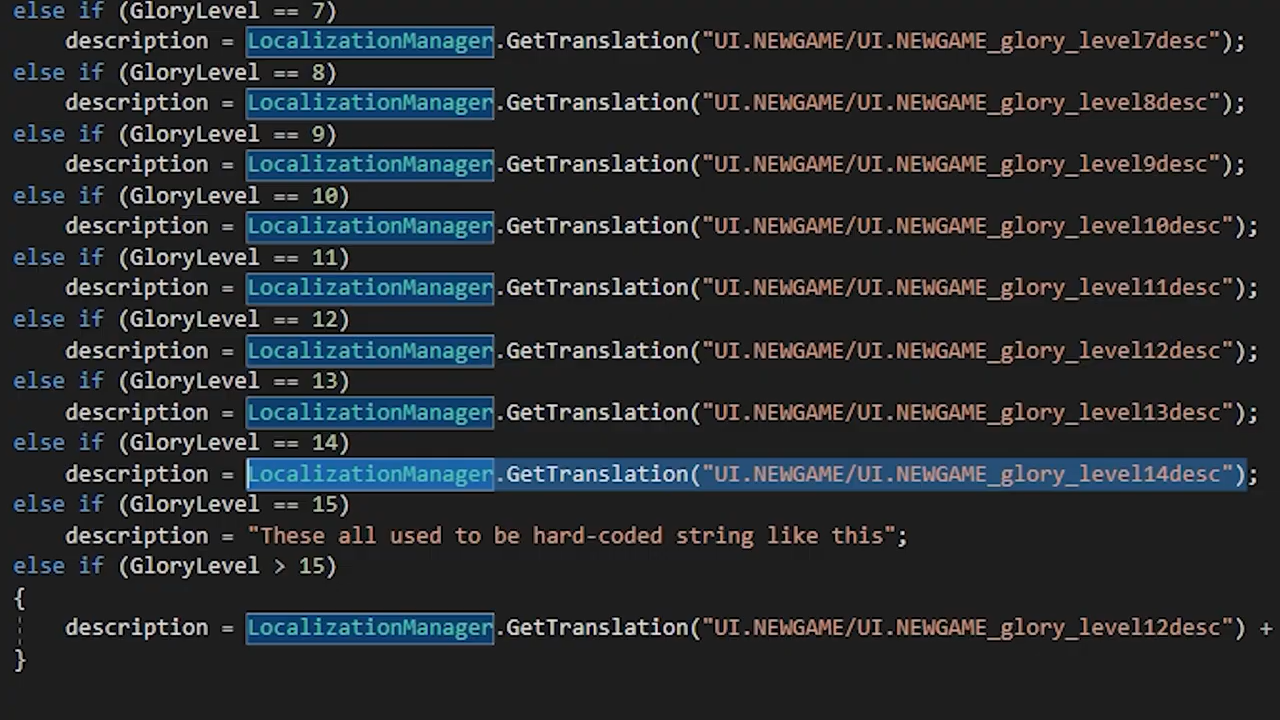 else if (GloryLevel == 7)
description = LocalizationManager.GetTranslation("UI.NEWGAME/UI.NEWGAME_glory_level7desc");
else if (GloryLevel == 8)
description = LocalizationManager.GetTranslation("UI.NEWGAME/UI.NEWGAME_glory_level8desc");
else if (GloryLevel == 9)
description = LocalizationManager.GetTranslation("UI.NEWGAME/UI.NEWGAME_glory_level9desc");
else if (GloryLevel == 10)
description = LocalizationManager.GetTranslation("UI.NEWGAME/UI.NEWGAME_glory_level10desc");
else if (GloryLevel == 11)
description = LocalizationManager.GetTranslation("UI.NEWGAME/UI.NEWGAME_glory_level11desc");
else if (GloryLevel == 12)
description = LocalizationManager.GetTranslation("UI.NEWGAME/UI.NEWGAME_glory_level12desc");
else if (GloryLevel == 13)
description = LocalizationManager.GetTranslation("UI.NEWGAME/UI.NEWGAME_glory_level13desc");
else if (GloryLevel == 14)
description = LocalizationManager.GetTranslation("UI.NEWGAME/UI.NEWGAME_glory_level14desc");
else if (GloryLevel == 15)
description = "These all used to be hard-coded string like this";
else if (GloryLevel > 15)
{
description = LocalizationManager.GetTranslation("UI.NEWGAME/UI.NEWGAME_glory_level12desc") +
}